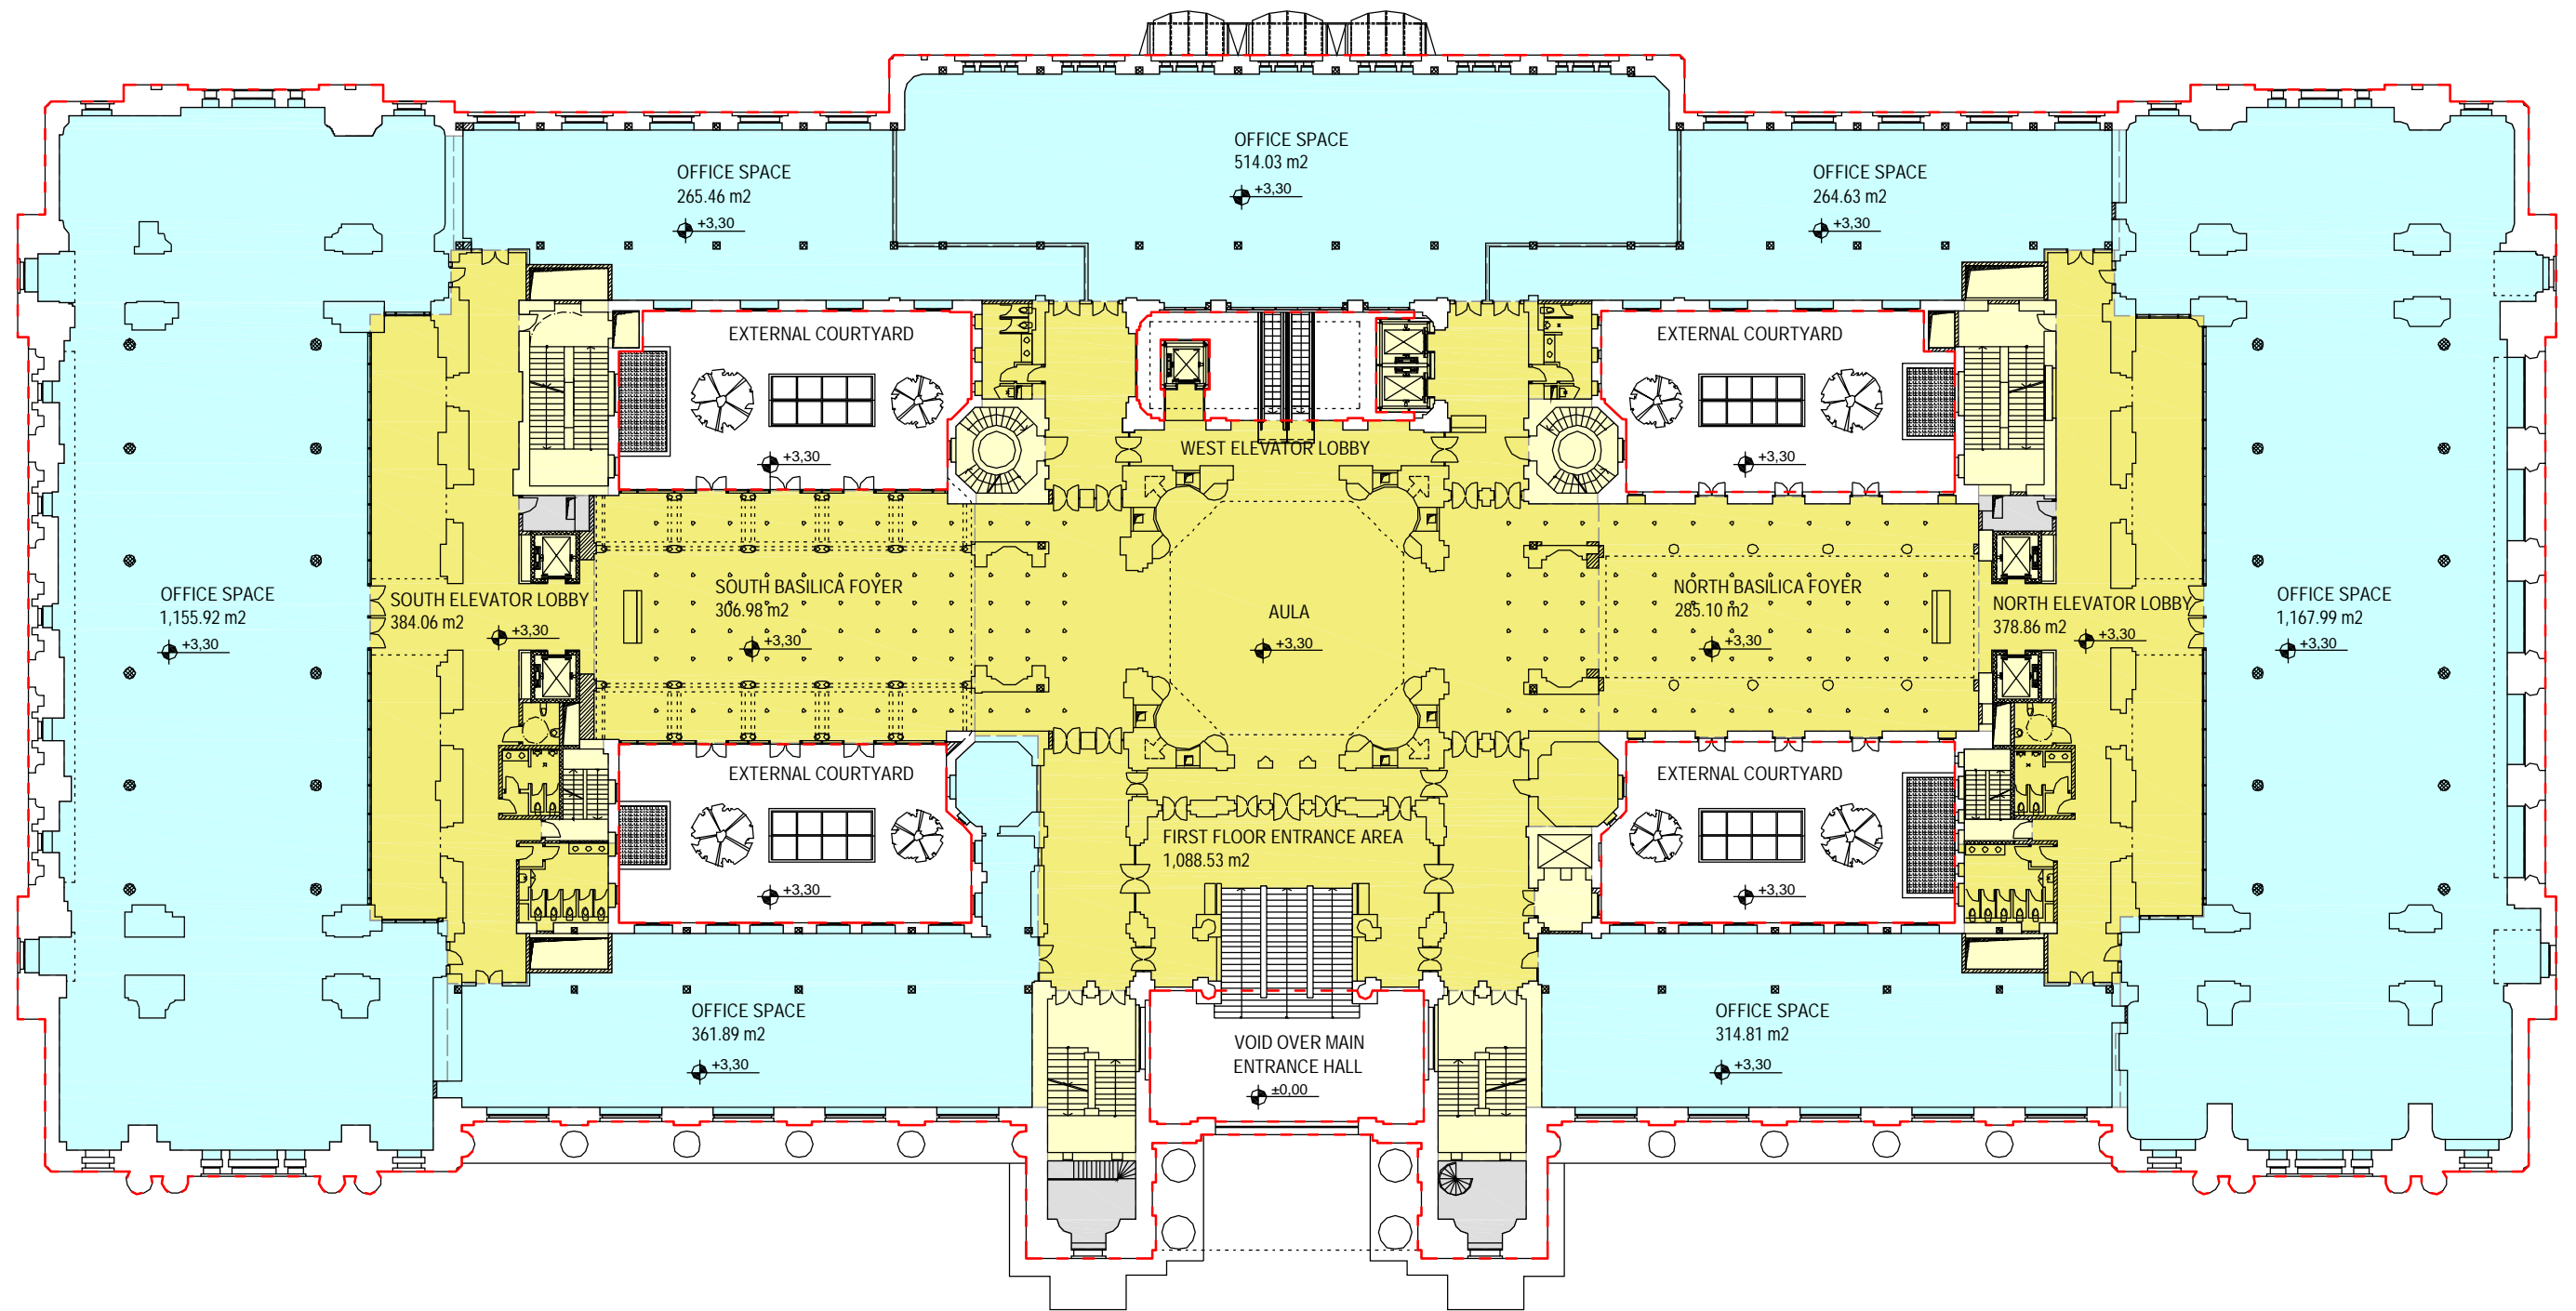 OFFICE SPACE
514.03 m2
+3,30
OFFICE SPACE
265.46 m2
+3,30
OFFICE SPACE
264.63 m2
+3,30
EXTERNAL COURTYARD
+3,30
EXTERNAL COURTYARD
+3,30
WEST ELEVATOR LOBBY
OFFICE SPACE
1,155.92 m2
+3,30
SOUTH ELEVATOR LOBBY
384.06 m2
+3,30
SOUTH BASILICA FOYER
306.98 m2
+3,30
AULA
+3,30
NORTH BASILICA FOYER
285.10 m2
+3,30
NORTH ELEVATOR LOBBY
378.86 m2
+3,30
OFFICE SPACE
1,167.99 m2
+3,30
EXTERNAL COURTYARD
+3,30
FIRST FLOOR ENTRANCE AREA
1,088.53 m2
EXTERNAL COURTYARD
+3,30
OFFICE SPACE
361.89 m2
+3,30
VOID OVER MAIN
ENTRANCE HALL
±0,00
OFFICE SPACE
314.81 m2
+3,30